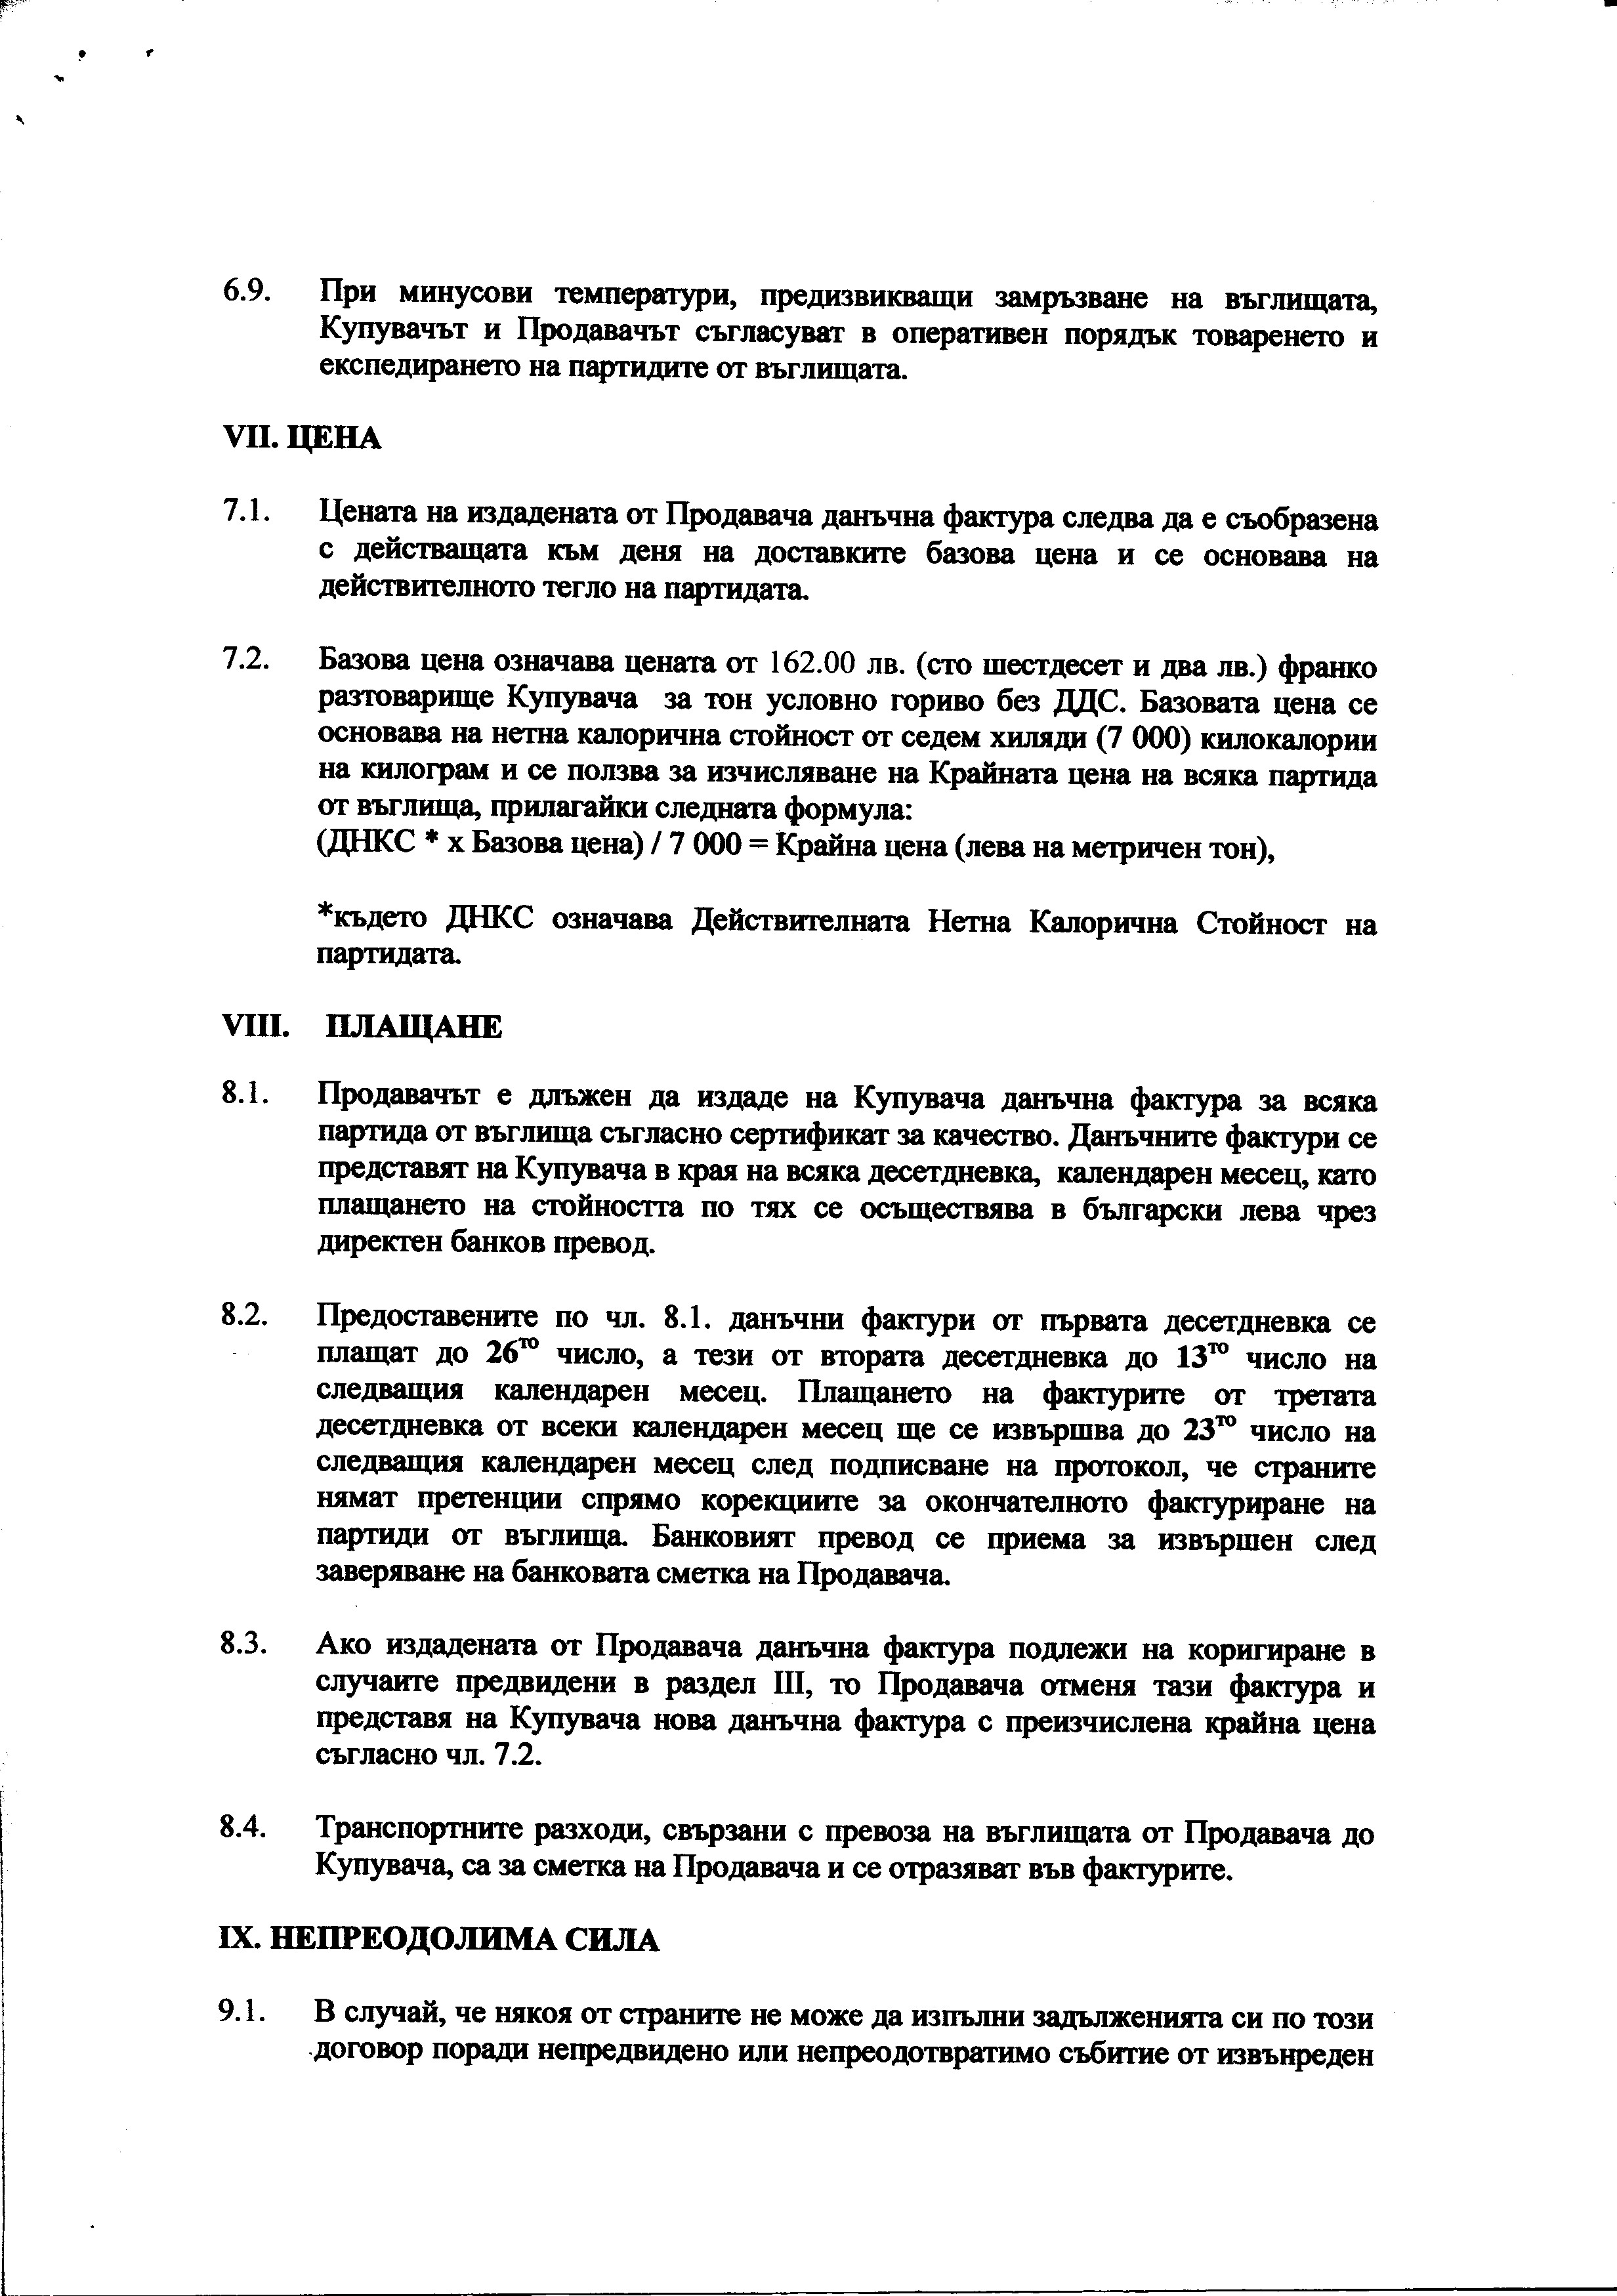 6.9. При минусови температури, предизвикващи замръзване на въглищата,
Купувачът и Продавачът съгласуват в оперативен порядък товаренето и
експедирането на партидите от въглищата.
VII. ЦЕНА
7.1. Цената на издадената от Продавача данъчна фактура следва да е съобразена
с действащата към деня на доставките базова цена и се основава на
действителното тегло на партидата.
7.2. Базова цена означава цената от 162.00 лв. (сто шестдесет и два лв.) франко
разтоварище Купувача за тон условно гориво без ДДС. Базовата цена се
основава на нетна калорична стойност от седем хиляди (7 000) килокалории
на килограм и се ползва за изчисляване на Крайната цена на всяка партида
от въглища, прилагайки следната формула:
(ДНКС * х Базова цена) / 7 000 = Крайна цена (лева на метричен тон),
*където ДНКС означава Действителната Нетна Калорична Стойност на
партидата.
VIII. ПЛАЩАНЕ
8.1. Продавачът е длъжен да издаде на Купувача данъчна фактура за всяка
партида от въглища съгласно сертификат за качество. Данъчните фактури се
представят на Купувача в края на всяка десетдневка, календарен месец, като
плащането на стойността по тях се осъществява в български лева чрез
директен банков превод.
8.2. Предоставените по чл. 8.1. данъчни фактури от първата десетдневка се
плащат до 26то число, а тези от втората десетдневка до 13то число на
следващия календарен месец. Плащането на фактурите от третата
десетдневка от всеки календарен месец ще се извършва до 23то число на
следващия календарен месец след подписване на протокол, че страните
нямат претенции спрямо корекциите за окончателното фактуриране на
партиди от въглища. Банковият превод се приема за извършен след
заверяване на банковата сметка на Продавача.
8.3. Ако издадената от Продавача данъчна фактура подлежи на коригиране в
случаите предвидени в раздел III, то Продавача отменя тази фактура и
представя на Купувача нова данъчна фактура с преизчислена крайна цена
съгласно чл. 7.2.
8.4. Транспортните разходи, свързани с превоза на въглищата от Продавача до
Купувача, са за сметка на Продавача и се отразяват във фактурите.
IX. НЕПРЕОДОЛИМА СИЛА
9.1. В случай, че някоя от страните не може да изпълни задълженията си по този
договор поради непредвидено или непреодотвратимо събитие от извънреден